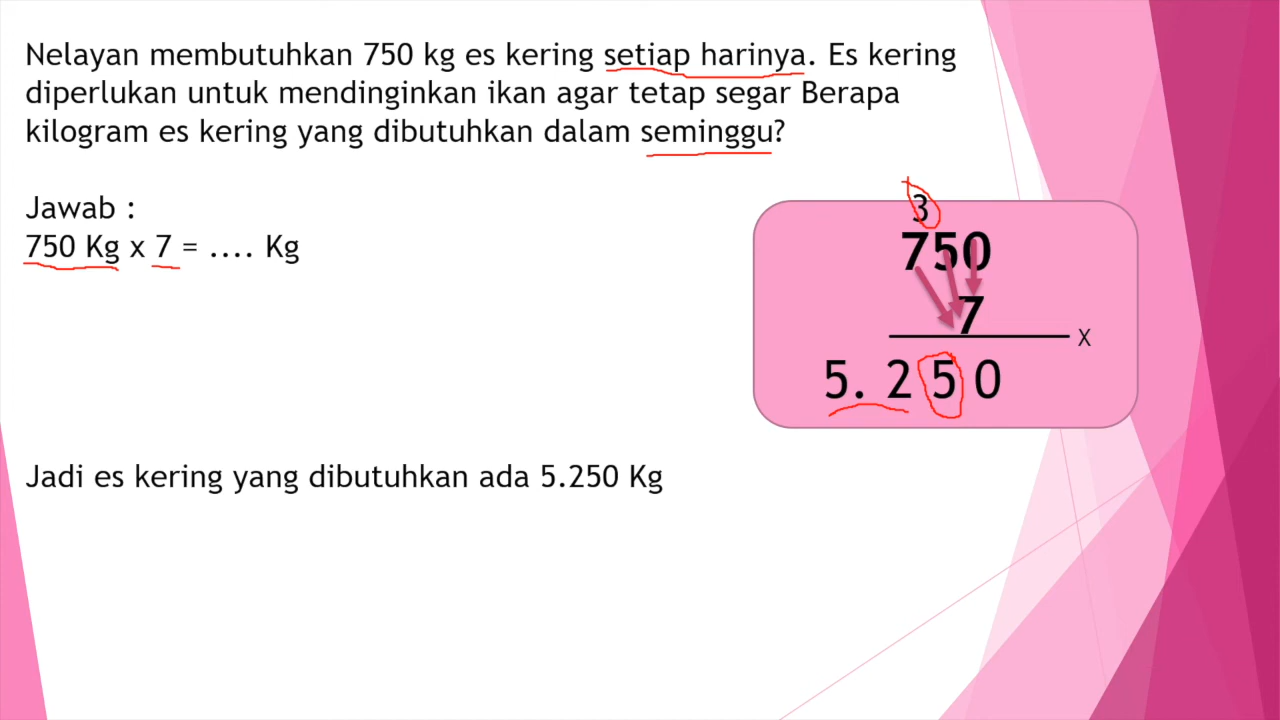 Nelayan membutuhkan 750 kg es kering setiap harinya. Es kering
diperlukan untuk mendinginkan ikan agar tetap segar Berapa
kilogram es kering yang dibutuhkan dalam seminggu?
Jawab :
750 Kg x 7 = .... Kg
3
750
7
x
5. 2 5 0
Jadi es kering yang dibutuhkan ada 5.250 Kg